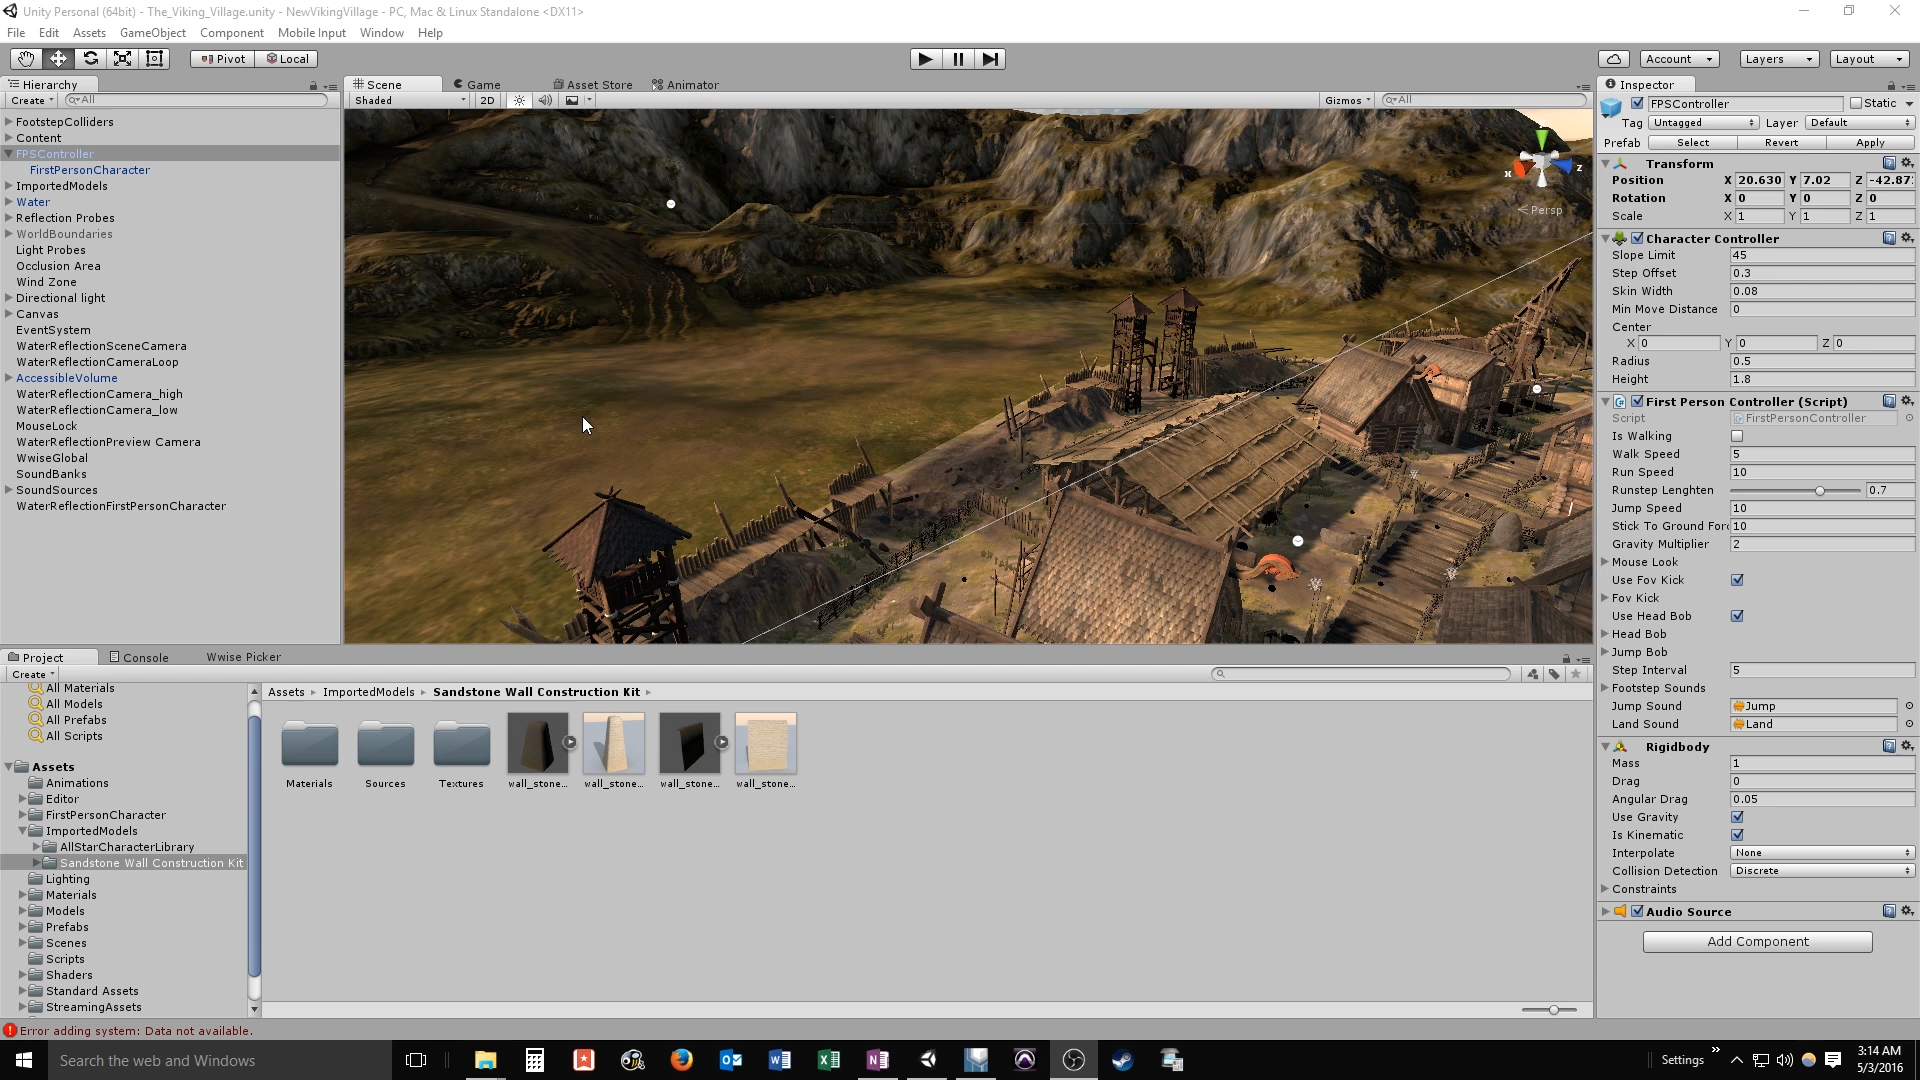 Unity Personal (64bit) - The_Viking_Village.unity - NewVikingVillage - PC, Mac & Linux Standalone <DX11>
File Edit Assets GameObject Component Mobile Input Window Help
Pivot Local Account Layers Layout
Hierarchy
Create All
FootstepColliders
Content
FPSController
FirstPersonCharacter
ImportedModels
Water
Reflection Probes
WorldBoundaries
Light Probes
Occlusion Area
Wind Zone
Directional light
Canvas
EventSystem
WaterReflectionSceneCamera
WaterReflectionCameraLoop
AccessibleVolume
WaterReflectionCamera_high
WaterReflectionCamera_low
MouseLock
WaterReflectionPreview Camera
WwiseGlobal
SoundBanks
SoundSources
WaterReflectionFirstPersonCharacter
Scene Game Asset Store Animator
Shaded 2D Gizmos All
x z
Persp
Inspector
FPSController Static
Tag Untagged Layer Default
Prefab Select Revert Apply
Transform
Position X 20.630 Y 7.02 Z -42.87
Rotation X 0 Y 0 Z 0
Scale X 1 Y 1 Z 1
Character Controller
Slope Limit 45
Step Offset 0.3
Skin Width 0.08
Min Move Distance 0
Center
X 0 Y 0 Z 0
Radius 0.5
Height 1.8
First Person Controller (Script)
Script FirstPersonController
Is Walking
Walk Speed 5
Run Speed 10
Runstep Lenghten 0.7
Jump Speed 10
Stick To Ground For 10
Gravity Multiplier 2
Mouse Look
Use Fov Kick
Fov Kick
Use Head Bob
Head Bob
Jump Bob
Step Interval 5
Footstep Sounds
Jump Sound Jump
Land Sound Land
Rigidbody
Mass 1
Drag 0
Angular Drag 0.05
Use Gravity
Is Kinematic
Interpolate None
Collision Detection Discrete
Constraints
Audio Source
Add Component
Project Console Wwise Picker
Create
All Materials
All Models
All Prefabs
All Scripts
Assets
Animations
Editor
FirstPersonCharacter
ImportedModels
AllStarCharacterLibrary
Sandstone Wall Construction Kit
Lighting
Materials
Models
Prefabs
Scenes
Scripts
Shaders
Standard Assets
StreamingAssets
Assets ImportedModels Sandstone Wall Construction Kit
Materials Sources Textures wall_stone... wall_stone... wall_stone... wall_stone...
Error adding system: Data not available.
Search the web and Windows
Settings
3:14 AM
5/3/2016